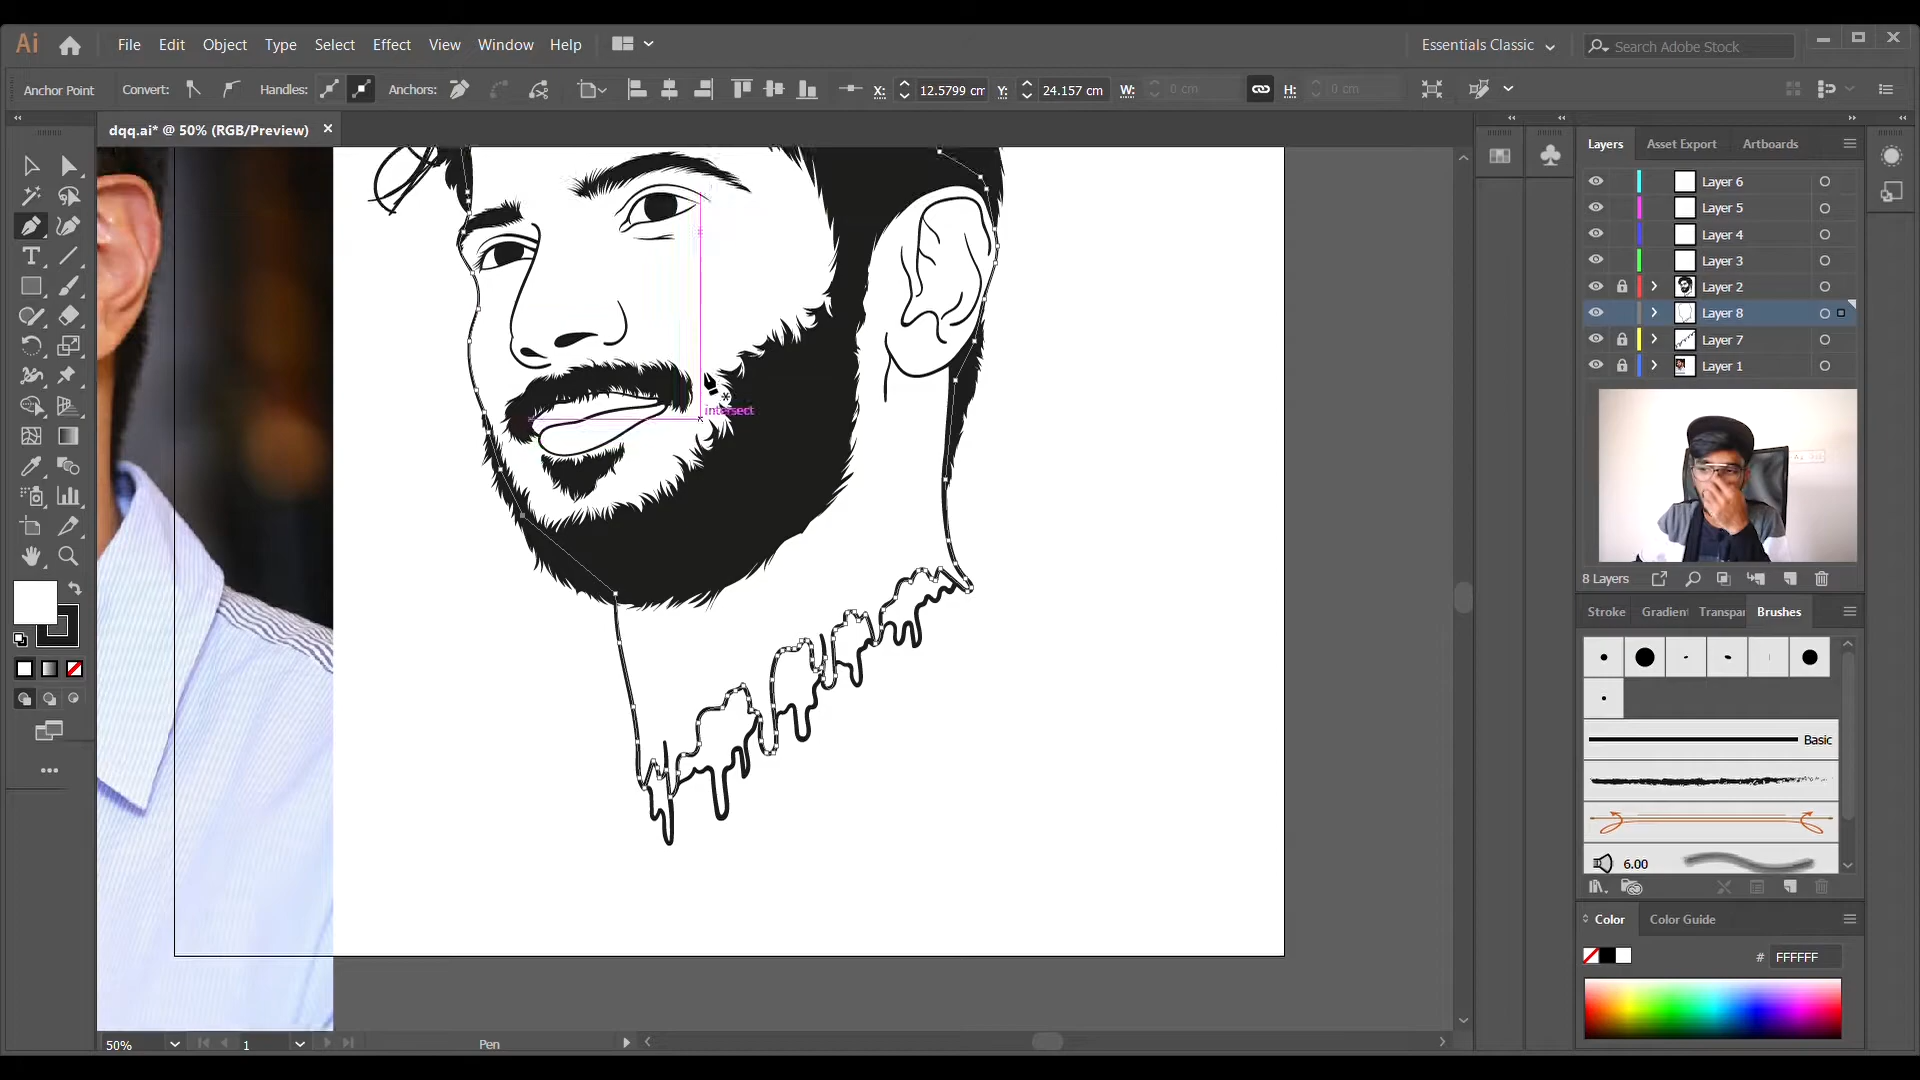 Ai File Edit Object Type Select Effect View Window Help Essentials Classic Search Adobe Stock
Anchor Point Convert: Handles: Anchors: X: 12.5799 cm Y: 24.157 cm W: 0 cm H: 0 cm
dqq.ai* @ 50% (RGB/Preview)
Layers Asset Export Artboards
Layer 6
Layer 5
Layer 4
Layer 3
Layer 2
Layer 8
Layer 7
Layer 1
intersect
8 Layers
Stroke Gradient Transpar Brushes
Basic
6.00
Color Color Guide
# FFFFFF
50% 1 Pen